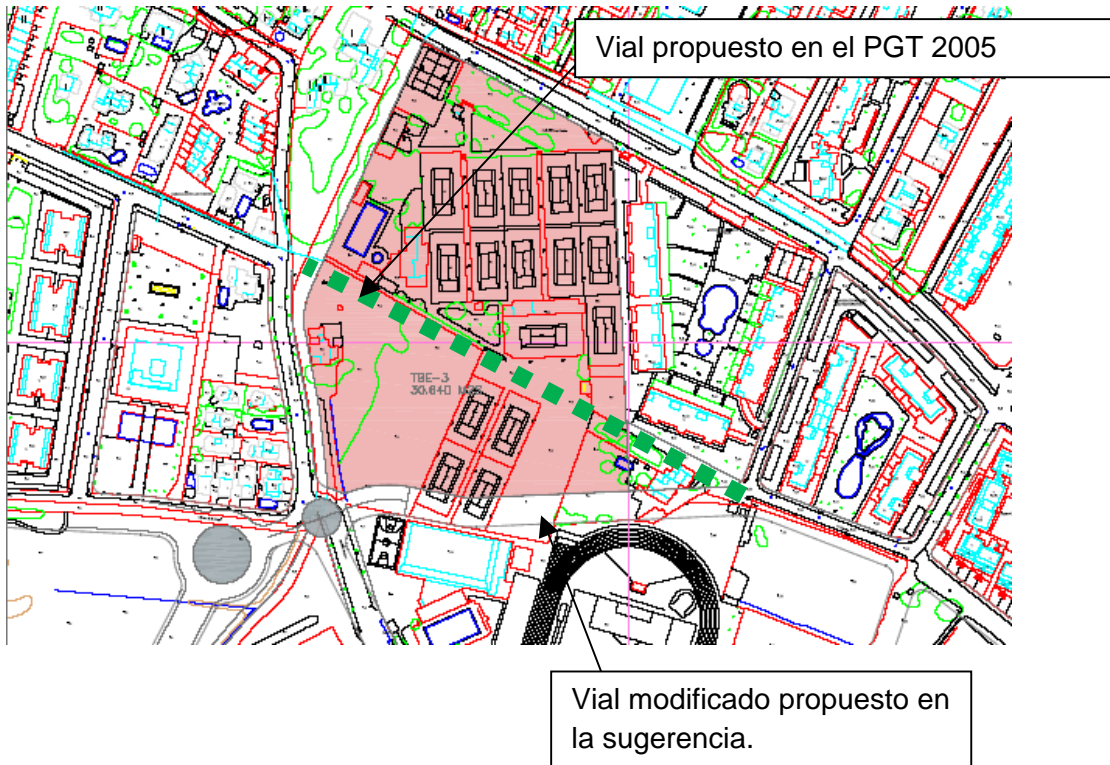 Vial propuesto en el PGT 2005
TBE-3
30.640 M2S
Vial modificado propuesto en
la sugerencia.